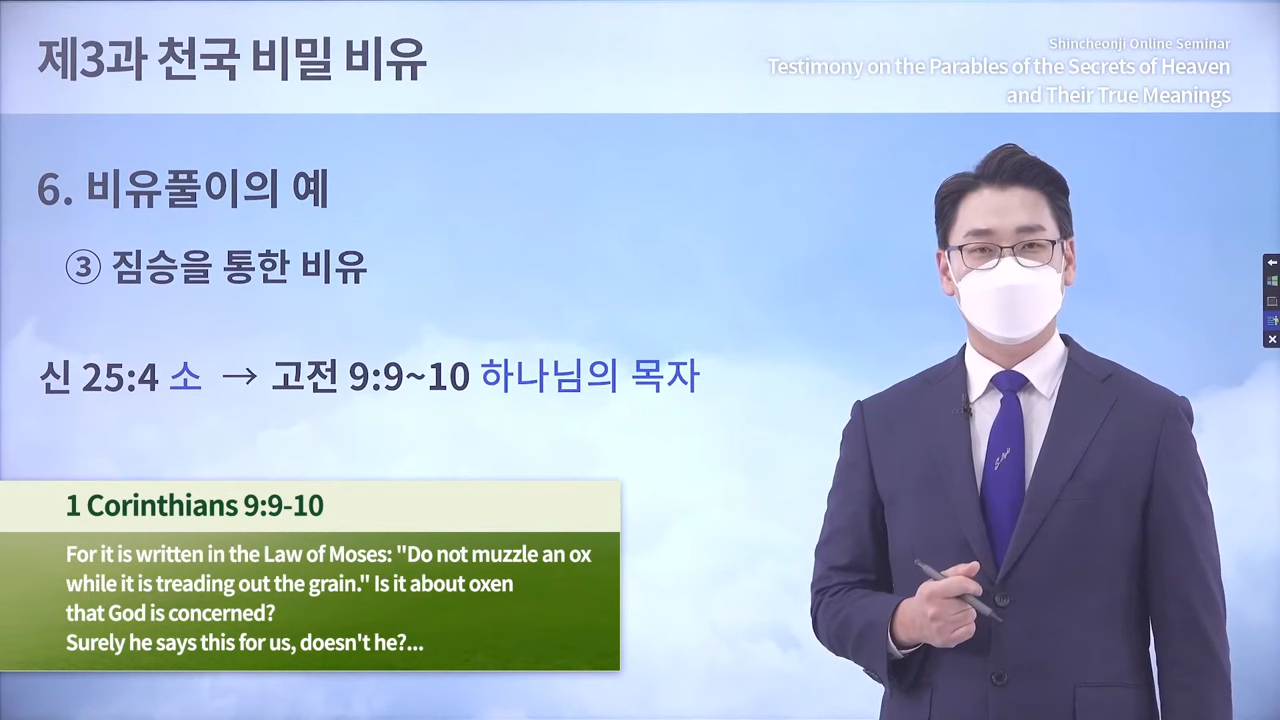 제3과 천국 비밀 비유
Shincheonji Online Seminar
Testimony on the Parables of the Secrets of Heaven
and Their True Meanings
6. 비유풀이의 예
③ 짐승을 통한 비유
신 25:4 소 → 고전 9:9~10 하나님의 목자
1 Corinthians 9:9-10
For it is written in the Law of Moses: "Do not muzzle an ox
while it is treading out the grain." Is it about oxen
that God is concerned?
Surely he says this for us, doesn't he?...